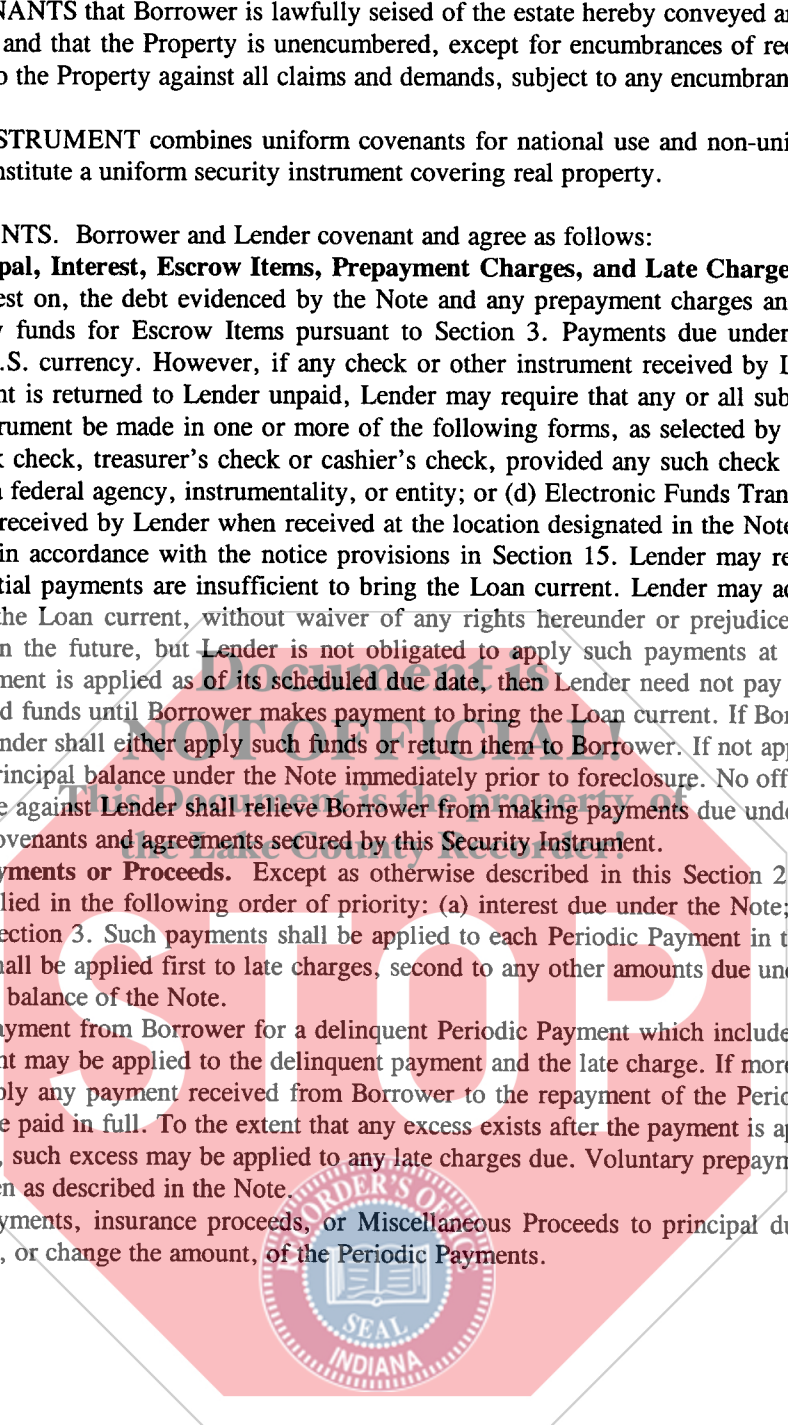 NANTS that Borrower is lawfully seised of the estate hereby conveyed
and that the Property is unencumbered, except for encumbrances of
the Property against all claims and demands, subject to any
STRUMENT combines uniform covenants for national use and
nstitute a uniform security instrument covering real property.
NTS. Borrower and Lender covenant and agree as follows:
pal, Interest, Escrow Items, Prepayment Charges, and Late Charge
est on, the debt evidenced by the Note and any prepayment charges
funds for Escrow Items pursuant to Section 3. Payments due under
.S. currency. However, if any check or other instrument received by
nt is returned to Lender unpaid, Lender may require that any or all
rument be made in one or more of the following forms, as selected by
check, treasurer's check or cashier's check, provided any such check
federal agency, instrumentality, or entity; or (d) Electronic Funds
received by Lender when received at the location designated in the Note
in accordance with the notice provisions in Section 15. Lender may
tial payments are insufficient to bring the Loan current. Lender may
the Loan current, without waiver of any rights hereunder or prejudice
n the future, but Lender is not obligated to apply such payments at
ment is applied as of its scheduled due date, then Lender need not pay
d funds until Borrower makes payment to bring the Loan current. If
nder shall either apply such funds or return them to Borrower. If not
rincipal balance under the Note immediately prior to foreclosure. No
e against Lender shall relieve Borrower from making payments due
ovenants and agreements secured by this Security Instrument.
yments or Proceeds. Except as otherwise described in this Section 2
lied in the following order of priority: (a) interest due under the Note;
ection 3. Such payments shall be applied to each Periodic Payment in
hall be applied first to late charges, second to any other amounts due
balance of the Note.
ayment from Borrower for a delinquent Periodic Payment which include
nt may be applied to the delinquent payment and the late charge. If
ply any payment received from Borrower to the repayment of the
e paid in full. To the extent that any excess exists after the payment is
, such excess may be applied to any late charges due. Voluntary
n as described in the Note.
yments, insurance proceeds, or Miscellaneous Proceeds to principal
, or change the amount, of the Periodic Payments.
Document is
NOT OFFICIAL!
This Document is the property of
the Lake County Recorder!
STOP
RECORDER'S OFFICE
SEAL
INDIANA